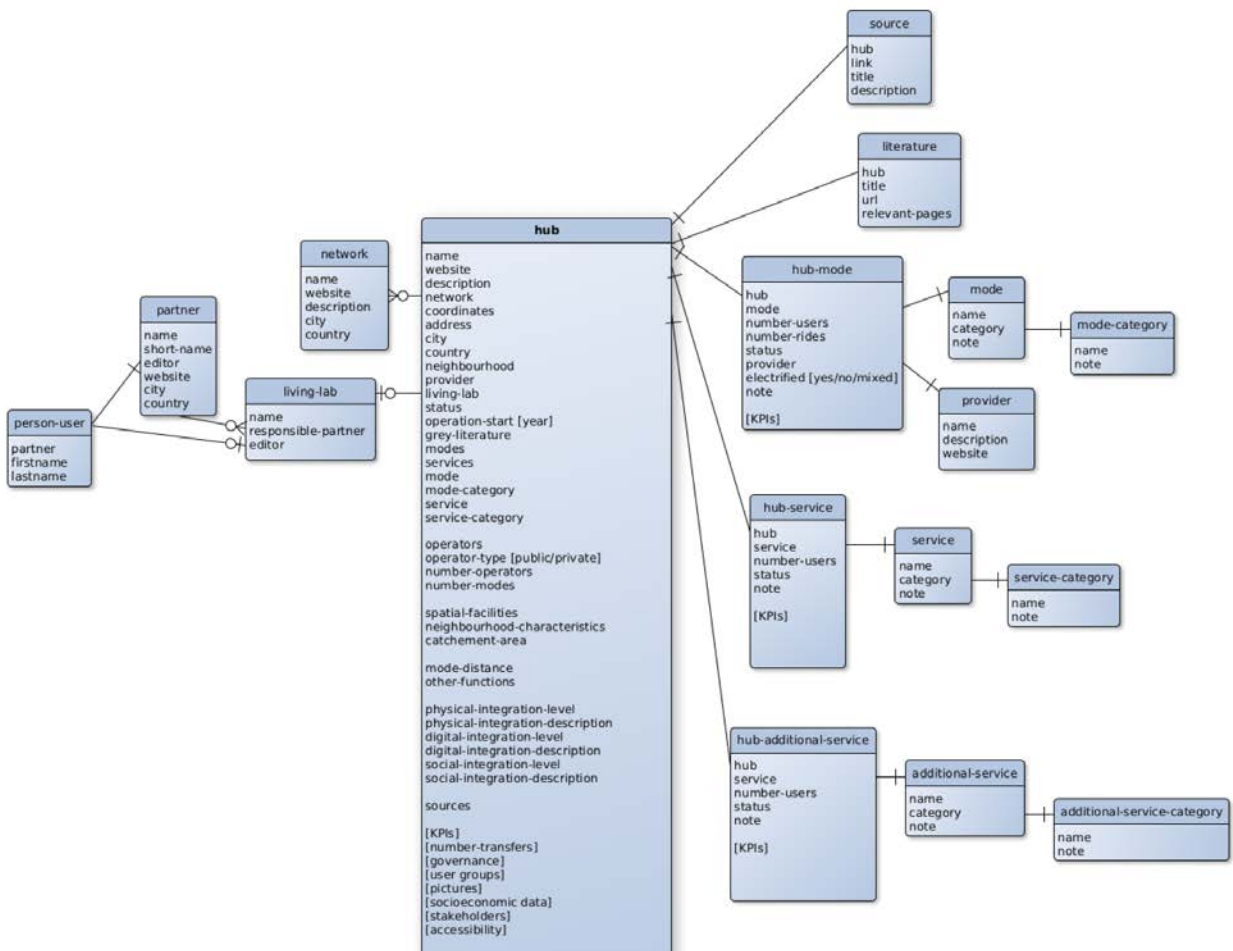 source
hub
link
title
description
literature
hub
title
url
relevant-pages
hub
name
website
description
network
coordinates
address
city
country
neighbourhood
provider
living-lab
status
operation-start [year]
grey-literature
modes
services
mode
mode-category
service
service-category
operators
operator-type [public/private]
number-operators
number-modes
spatial-facilities
neighbourhood-characteristics
catchement-area
mode-distance
other-functions
physical-integration-level
physical-integration-description
digital-integration-level
digital-integration-description
social-integration-level
social-integration-description
sources
[KPIs]
[number-transfers]
[governance]
[user groups]
[pictures]
[socioeconomic data]
[stakeholders]
[accessibility]
network
name
website
description
city
country
partner
name
short-name
editor
website
city
country
living-lab
name
responsible-partner
editor
person-user
partner
firstname
lastname
hub-mode
hub
mode
number-users
number-rides
status
provider
electrified [yes/no/mixed]
note
[KPIs]
mode
name
category
note
mode-category
name
note
provider
name
description
website
hub-service
hub
service
number-users
status
note
[KPIs]
service
name
category
note
service-category
name
note
hub-additional-service
hub
service
number-users
status
note
[KPIs]
additional-service
name
category
note
additional-service-category
name
note